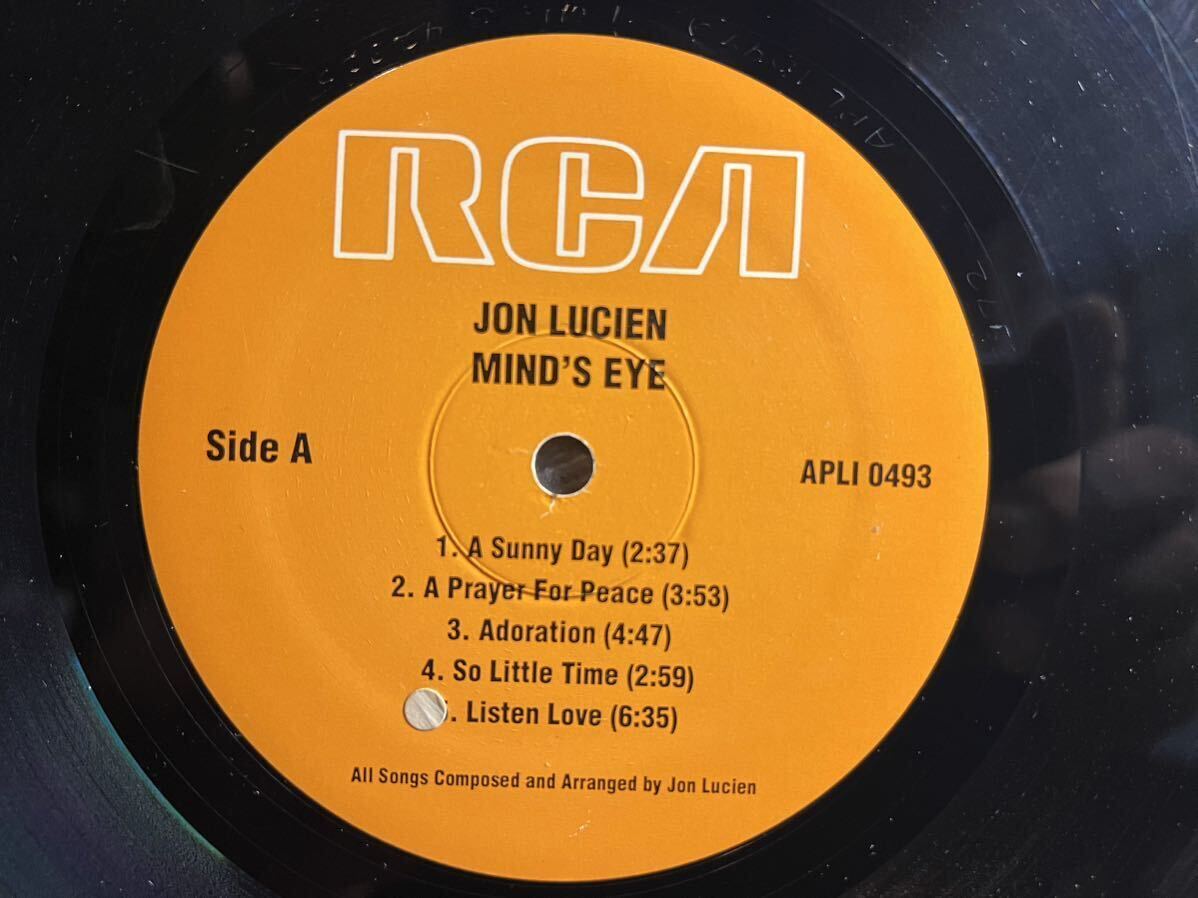 RCA
JON LUCIEN
MIND'S EYE
Side A
APLI 0493
1. A Sunny Day (2:37)
2. A Prayer For Peace (3:53)
3. Adoration (4:47)
4. So Little Time (2:59)
. Listen Love (6:35)
All Songs Composed and Arranged by Jon Lucien